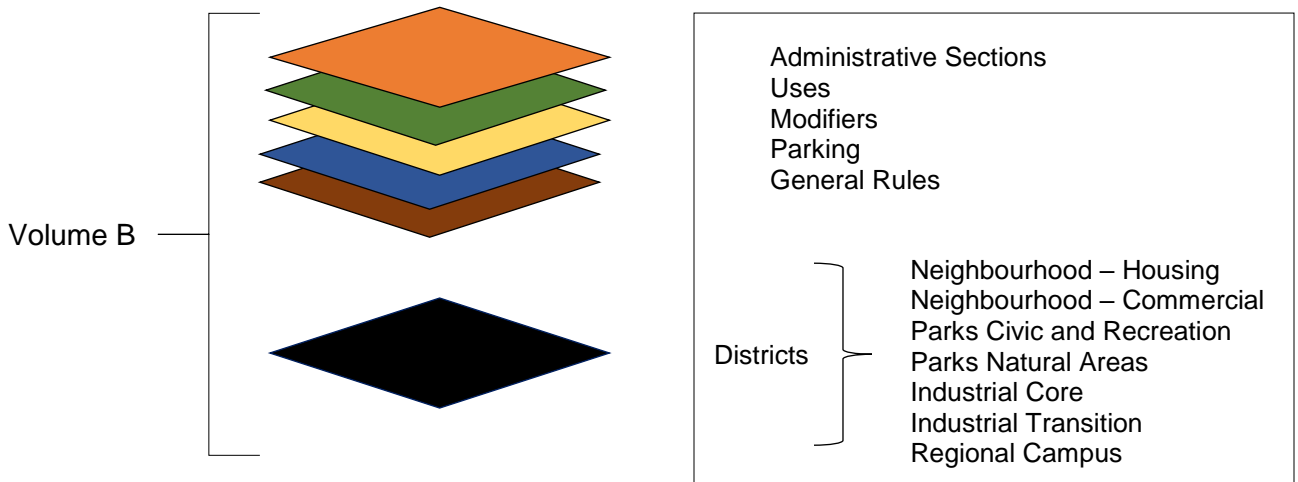 Volume B
Administrative Sections
Uses
Modifiers
Parking
General Rules
Districts
Neighbourhood – Housing
Neighbourhood – Commercial
Parks Civic and Recreation
Parks Natural Areas
Industrial Core
Industrial Transition
Regional Campus